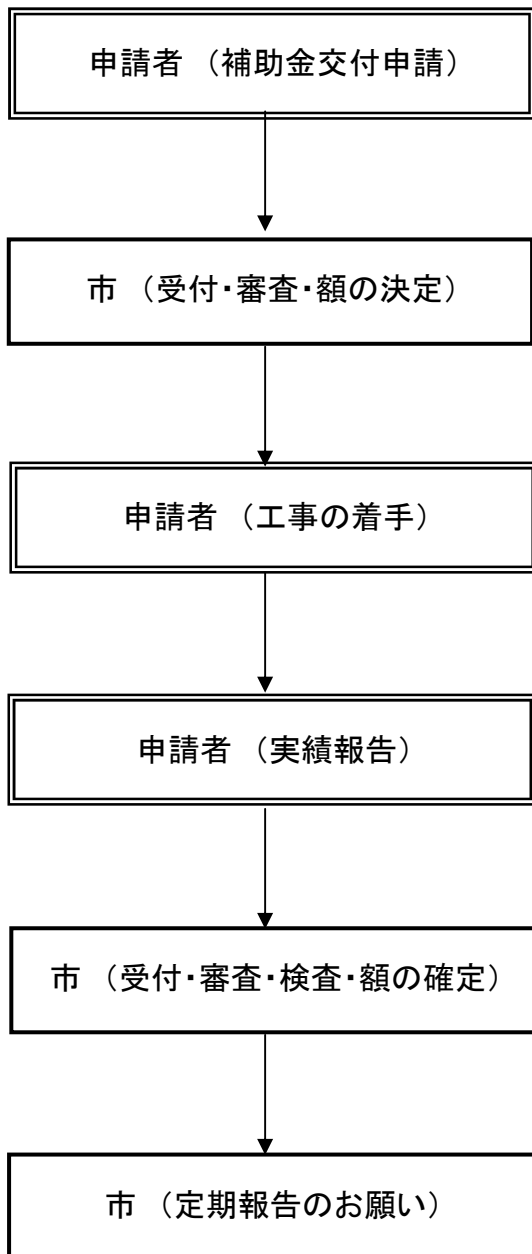 申請者 （補助金交付申請）
市 （受付・審査・額の決定）
申請者 （工事の着手）
申請者 （実績報告）
市 （受付・審査・検査・額の確定）
市 （定期報告のお願い）